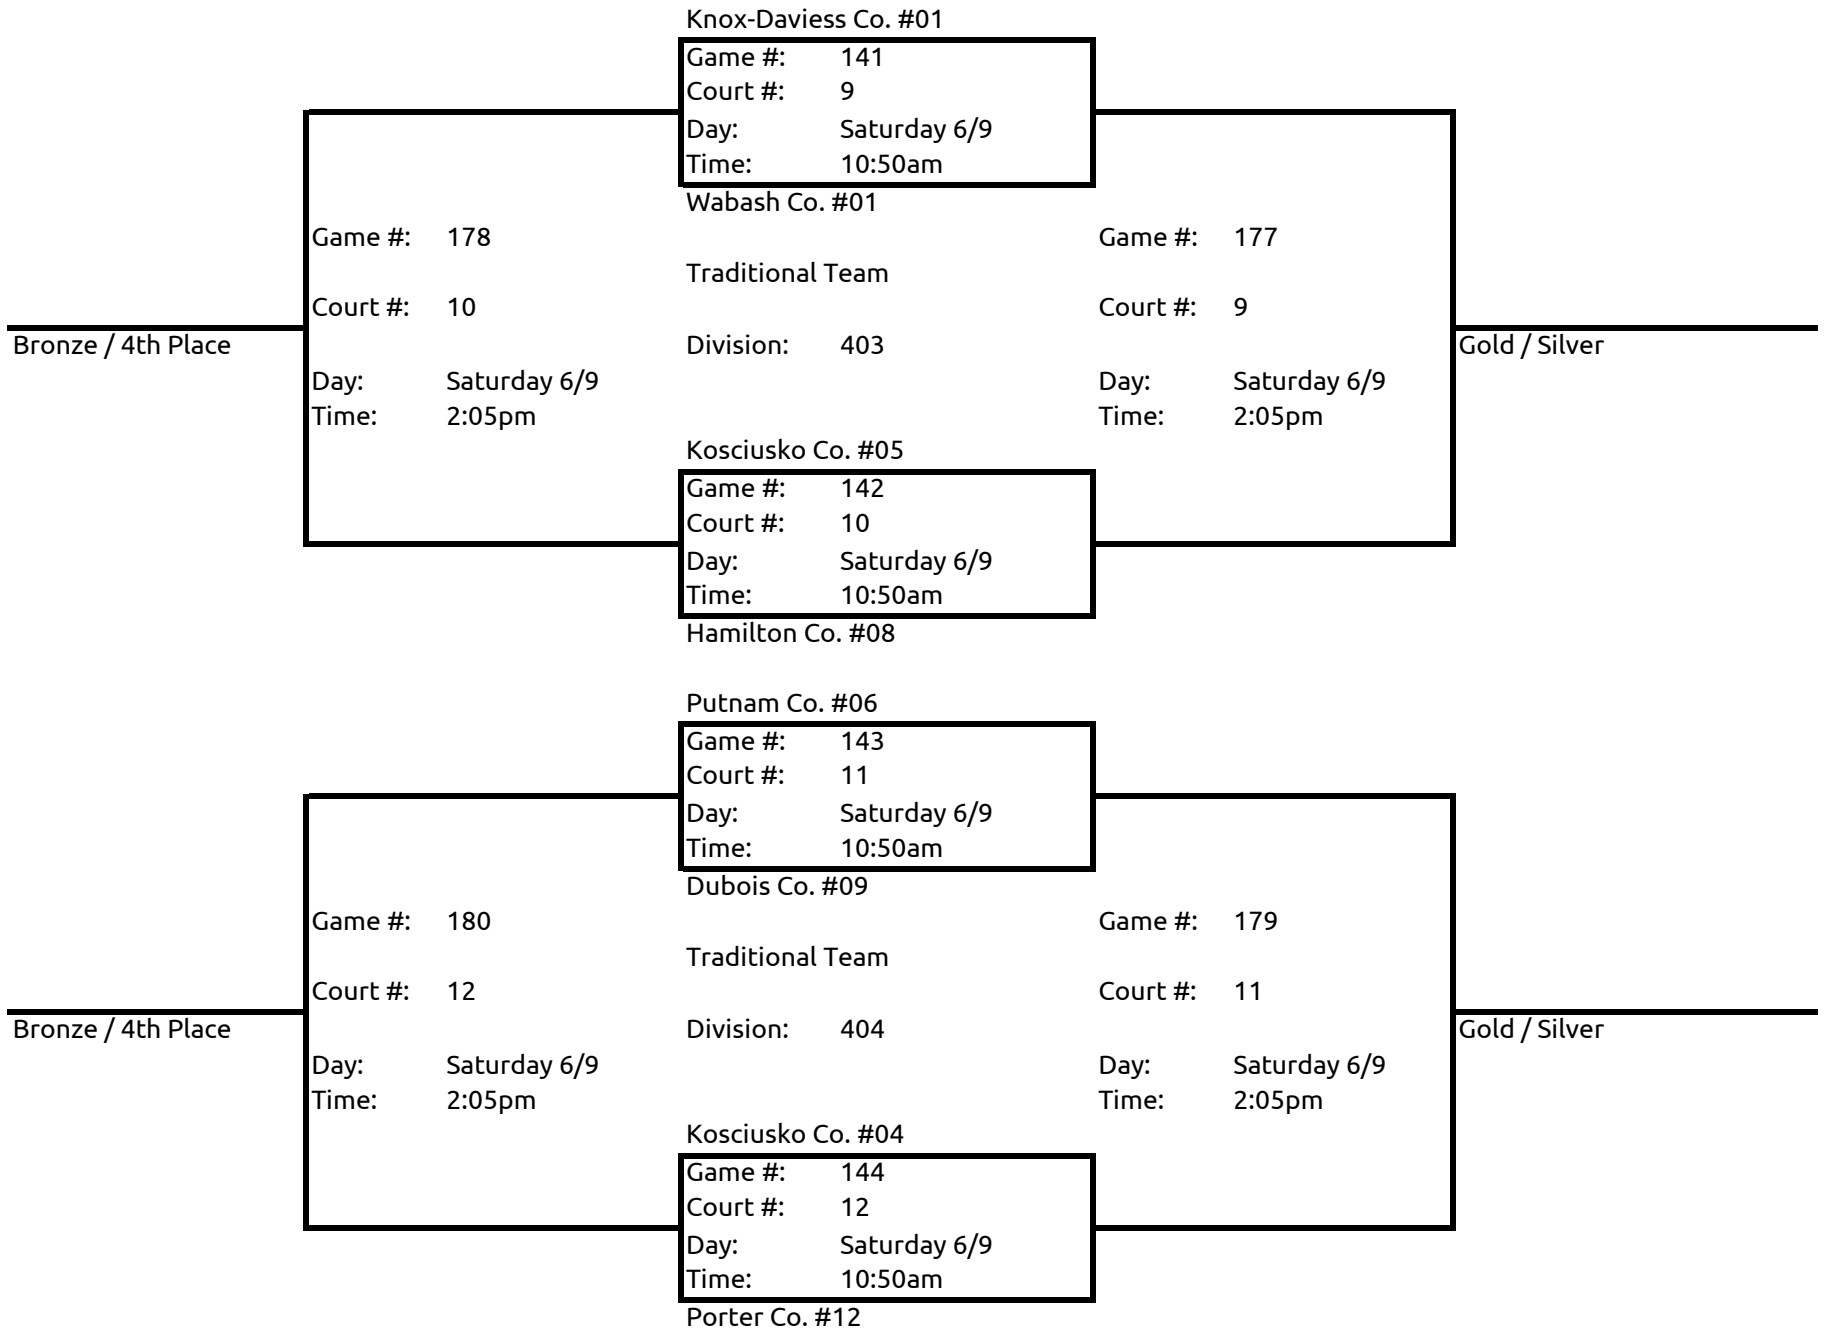 Knox-Daviess Co. #01
Game #: 141
Court #: 9
Day: Saturday 6/9
Time: 10:50am
Wabash Co. #01
Game #: 178
Game #: 177
Traditional Team
Court #: 10
Court #: 9
Bronze / 4th Place
Division: 403
Gold / Silver
Day: Saturday 6/9
Day: Saturday 6/9
Time: 2:05pm
Time: 2:05pm
Kosciusko Co. #05
Game #: 142
Court #: 10
Day: Saturday 6/9
Time: 10:50am
Hamilton Co. #08
Putnam Co. #06
Game #: 143
Court #: 11
Day: Saturday 6/9
Time: 10:50am
Dubois Co. #09
Game #: 180
Game #: 179
Traditional Team
Court #: 12
Court #: 11
Bronze / 4th Place
Division: 404
Gold / Silver
Day: Saturday 6/9
Day: Saturday 6/9
Time: 2:05pm
Time: 2:05pm
Kosciusko Co. #04
Game #: 144
Court #: 12
Day: Saturday 6/9
Time: 10:50am
Porter Co. #12